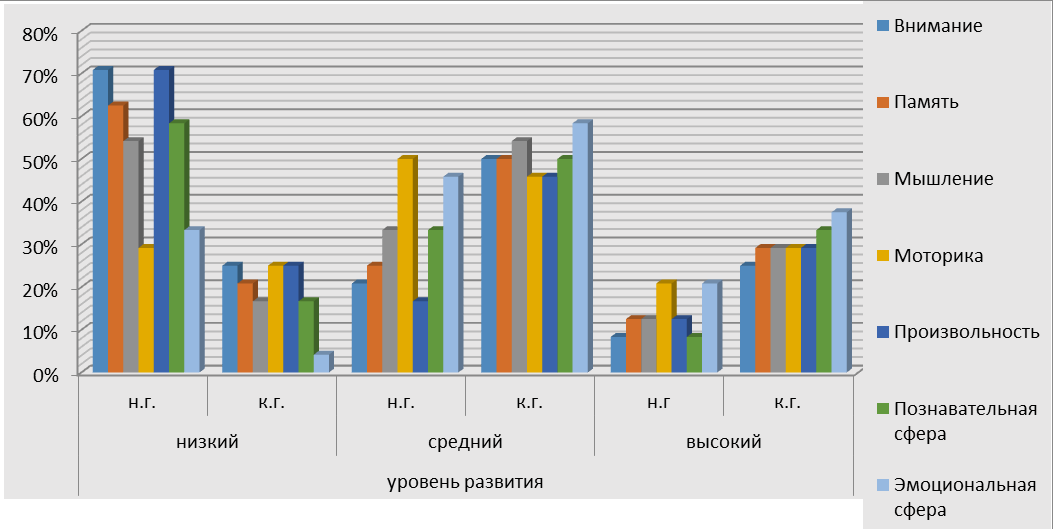 80%
70%
60%
50%
40%
30%
20%
10%
0%
н.г.
к.г.
н.г.
к.г.
н.г
к.г.
низкий
средний
высокий
уровень развития
Внимание
Память
Мышление
Моторика
Произвольность
Познавательная
сфера
Эмоциональная
сфера